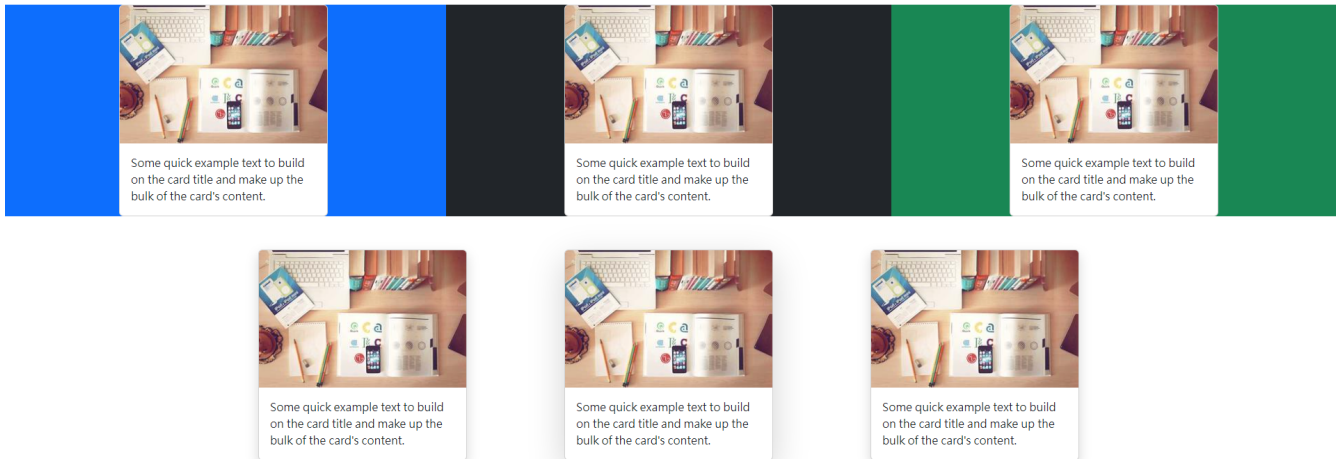 Some quick example text to build
on the card title and make up the
bulk of the card's content.
Some quick example text to build
on the card title and make up the
bulk of the card's content.
Some quick example text to build
on the card title and make up the
bulk of the card's content.
Some quick example text to build
on the card title and make up the
bulk of the card's content.
Some quick example text to build
on the card title and make up the
bulk of the card's content.
Some quick example text to build
on the card title and make up the
bulk of the card's content.